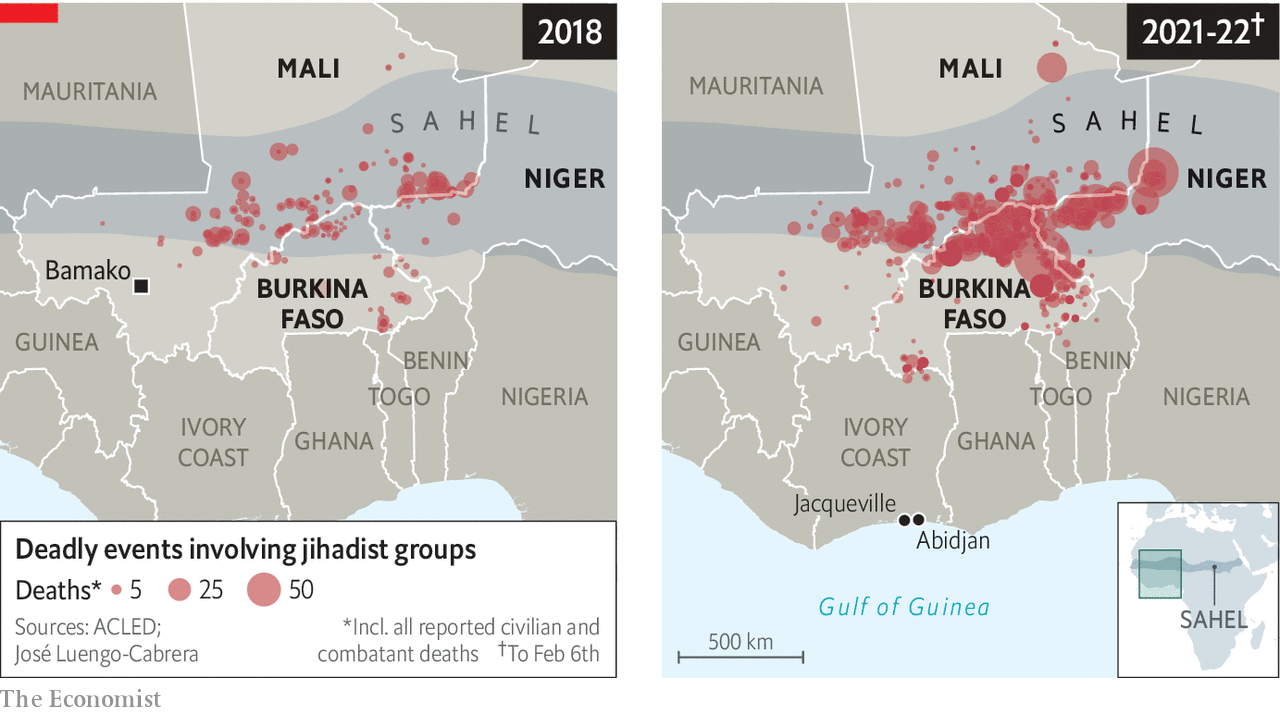 2018
MALI
MAURITANIA
SAHEL
NIGER
Bamako
BURKINA
FASO
GUINEA
BENIN
TOGO
NIGERIA
IVORY
COAST
GHANA
Deadly events involving jihadist groups
Deaths* 5 25 50
Sources: ACLED;
José Luengo-Cabrera
*Incl. all reported civilian and
combatant deaths †To Feb 6th
2021-22†
MALI
MAURITANIA
SAHEL
NIGER
BURKINA
FASO
GUINEA
BENIN
TOGO
NIGERIA
IVORY
COAST
GHANA
Jacqueville
Abidjan
Gulf of Guinea
500 km
SAHEL
The Economist